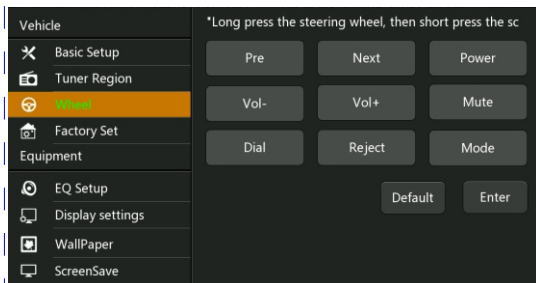 Vehicle
Basic Setup
Tuner Region
Wheel
Factory Set
Equipment
EQ Setup
Display settings
WallPaper
ScreenSave
*Long press the steering wheel, then short press the sc
Pre Next Power
Vol- Vol+ Mute
Dial Reject Mode
Default Enter